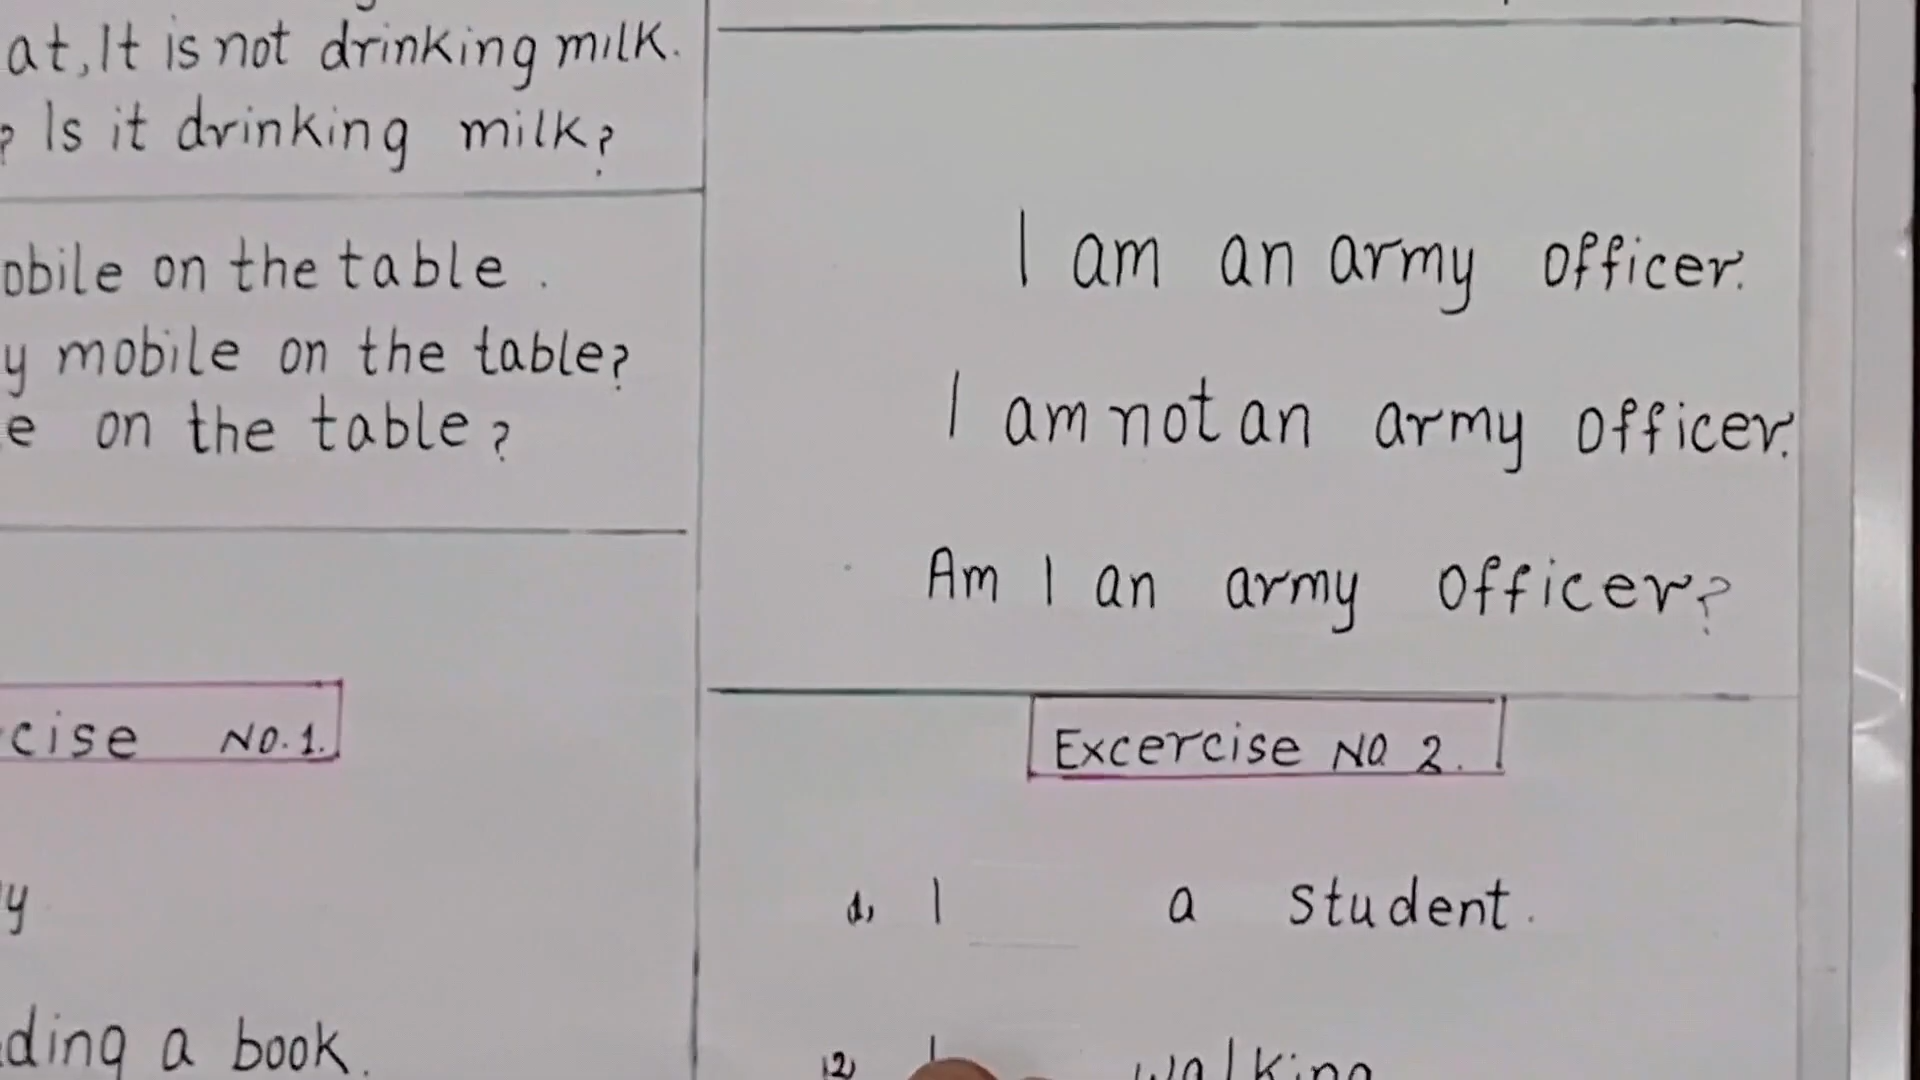 at, It is not drinking milk.
? Is it drinking milk?
obile on the table.
y mobile on the table?
e on the table?
cise No. 1.
y
ding a book.
I am an army officer.
I am not an army officer.
Am I an army officer?
Excercise No 2.
1) I ___ a student.
2) walking